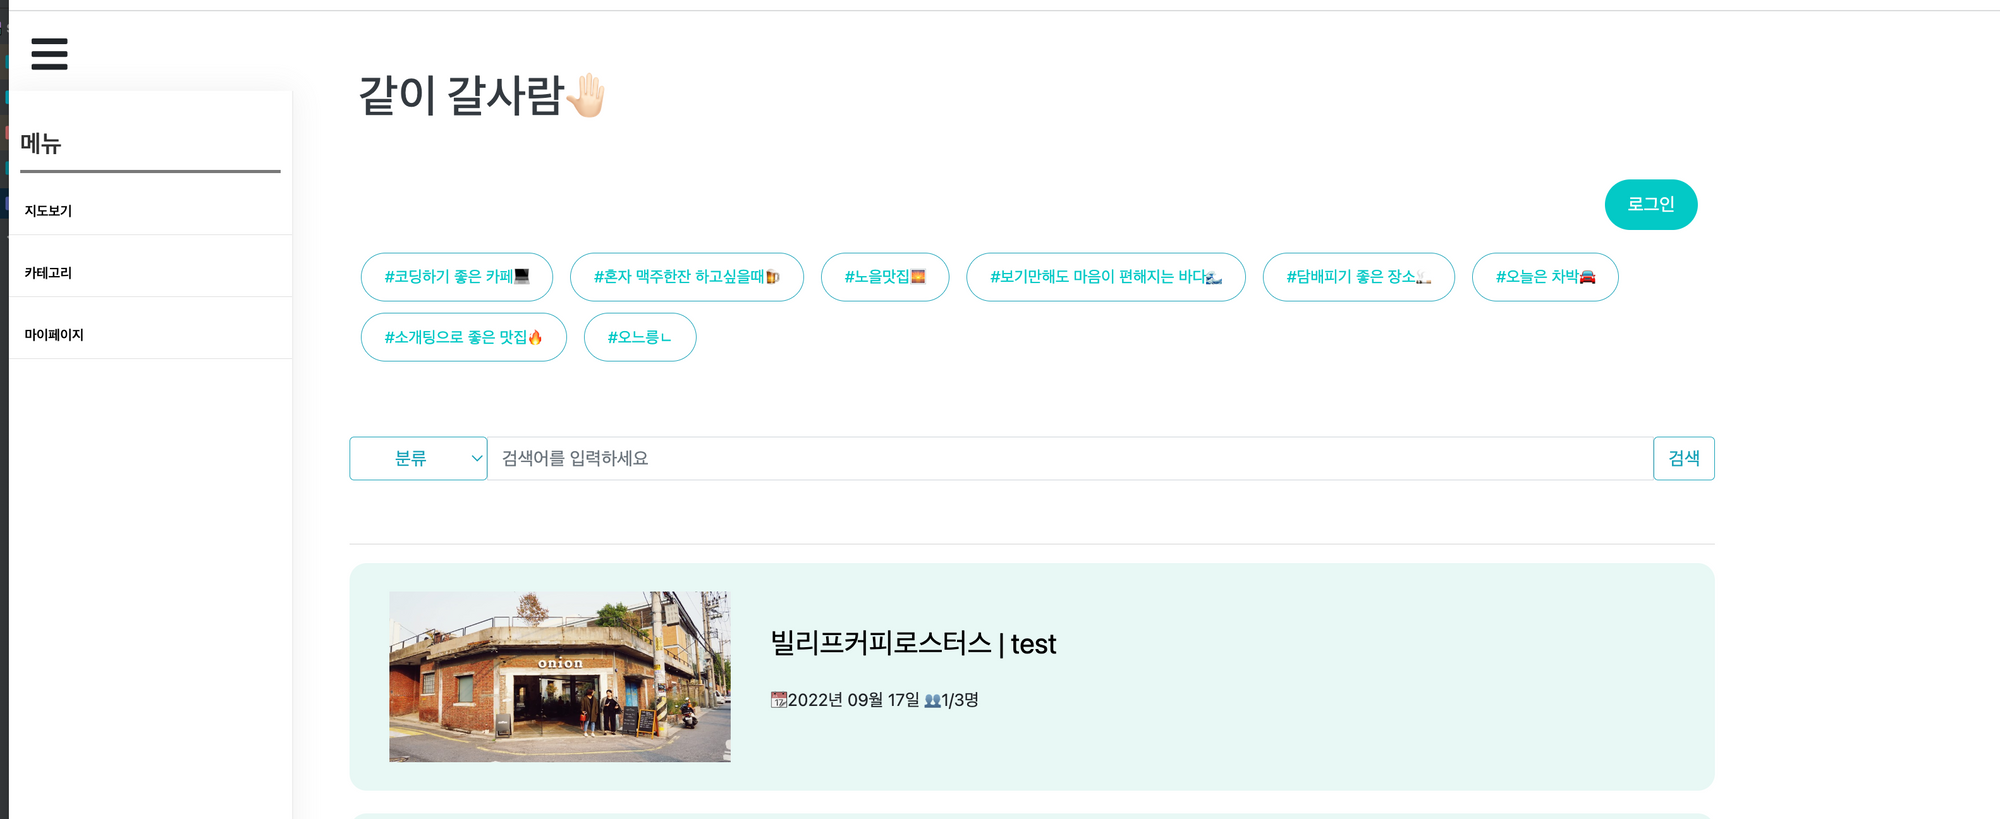 같이 갈사람🤚🏻
메뉴
지도보기
카테고리
마이페이지
로그인
#코딩하기 좋은 카페💻 #혼자 맥주한잔 하고싶을때🍺 #노을맛집🌅 #보기만해도 마음이 편해지는 바다🌊 #담배피기 좋은 장소🚬 #오늘은 차박🚘
#소개팅으로 좋은 맛집🔥 #오느릉ㄴ
분류 검색어를 입력하세요 검색
onion
빌리프커피로스터스 | test
📆2022년 09월 17일 👥1/3명